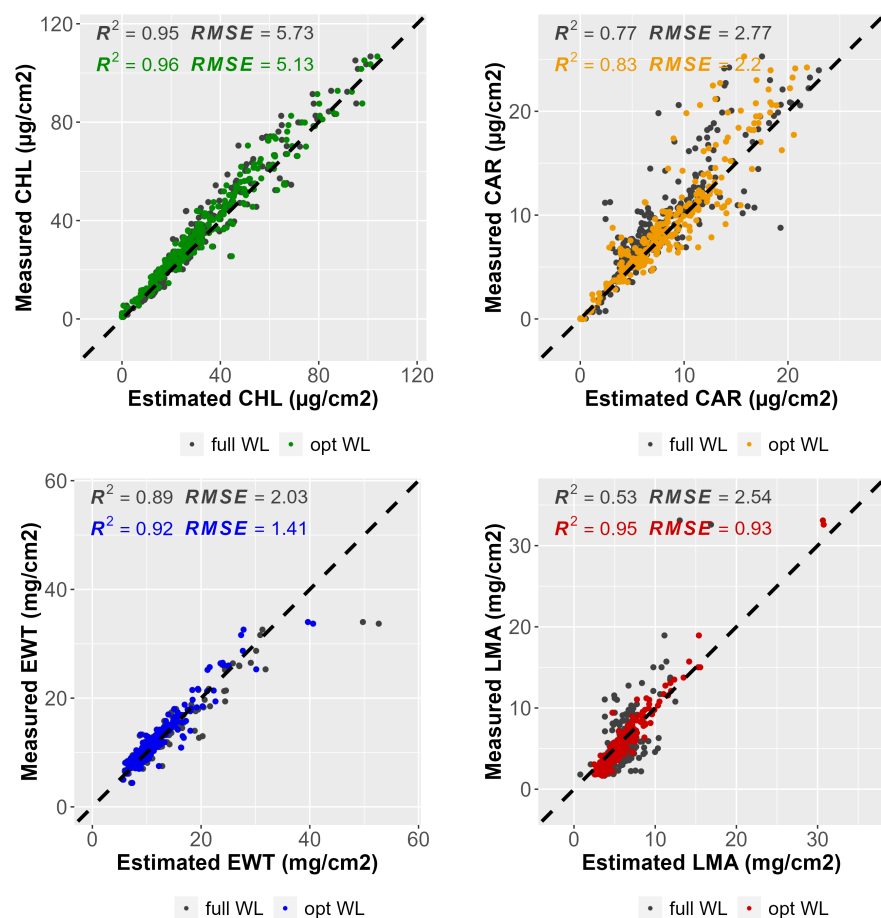 R² = 0.95 RMSE = 5.73
R² = 0.96 RMSE = 5.13
120
80
40
0
Measured CHL (µg/cm2)
0 40 80 120
Estimated CHL (µg/cm2)
full WL opt WL
R² = 0.77 RMSE = 2.77
R² = 0.83 RMSE = 2.2
20
10
0
Measured CAR (µg/cm2)
0 10 20
Estimated CAR (µg/cm2)
full WL opt WL
R² = 0.89 RMSE = 2.03
R² = 0.92 RMSE = 1.41
60
40
20
0
Measured EWT (mg/cm2)
0 20 40 60
Estimated EWT (mg/cm2)
full WL opt WL
R² = 0.53 RMSE = 2.54
R² = 0.95 RMSE = 0.93
30
20
10
0
Measured LMA (mg/cm2)
0 10 20 30
Estimated LMA (mg/cm2)
full WL opt WL